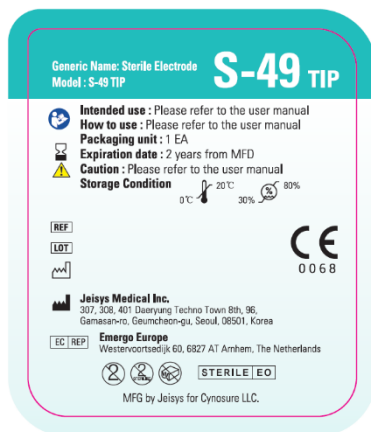 Generic Name: Sterile Electrode
Model : S-49 TIP
S-49 TIP
Intended use : Please refer to the user manual
How to use : Please refer to the user manual
Packaging unit : 1 EA
Expiration date : 2 years from MFD
Caution : Please refer to the user manual
Storage Condition
0℃ 20℃ 30% % 80%
REF
LOT
CE
0068
Jeisys Medical Inc.
307, 308, 401 Daeryung Techno Town 8th, 96,
Gamasan-ro, Geumcheon-gu, Seoul, 08501, Korea
EC REP
Emergo Europe
Westervoortsedijk 60, 6827 AT Arnhem, The Netherlands
2 STERILE EO
MFG by Jeisys for Cynosure LLC.